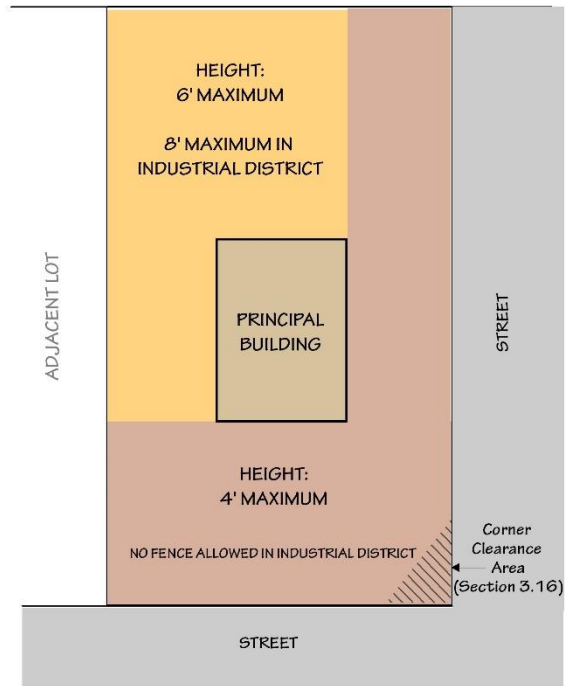 HEIGHT:
6' MAXIMUM
8' MAXIMUM IN
INDUSTRIAL DISTRICT
ADJACENT LOT
PRINCIPAL
BUILDING
STREET
HEIGHT:
4' MAXIMUM
NO FENCE ALLOWED IN INDUSTRIAL DISTRICT
Corner
Clearance
Area
(Section 3.16)
STREET